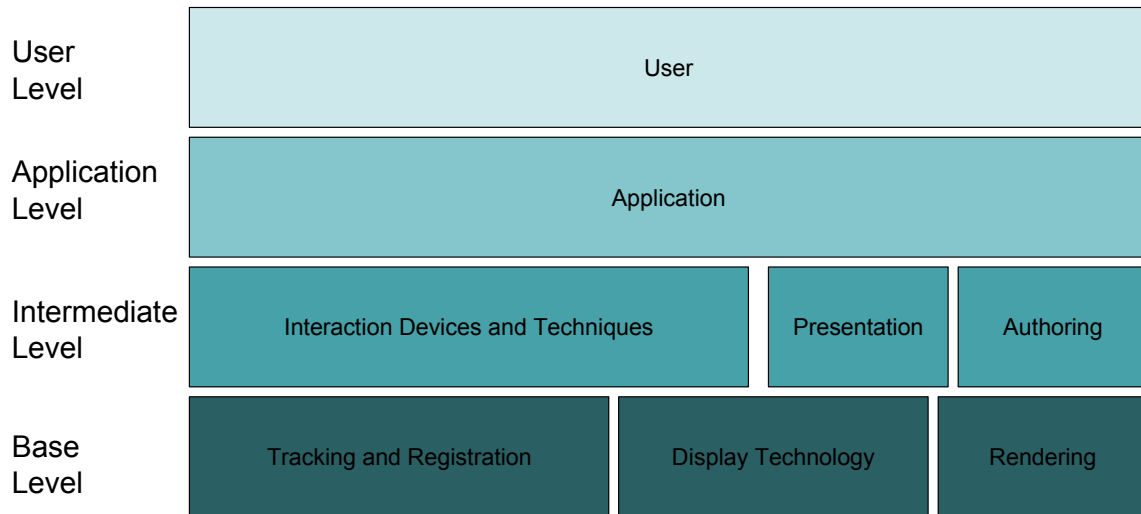 User
Level
User
Application
Level
Application
Intermediate
Level
Interaction Devices and Techniques
Presentation
Authoring
Base
Level
Tracking and Registration
Display Technology
Rendering